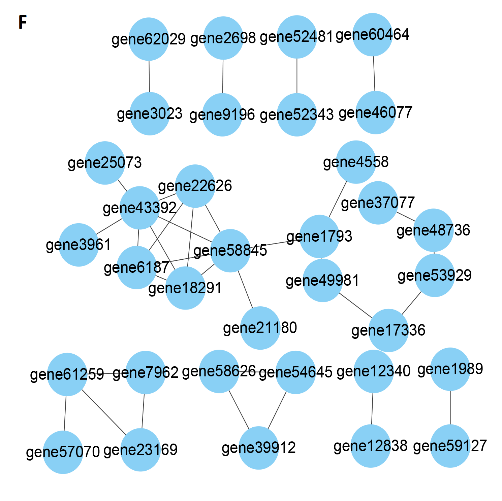 F
gene62029
gene2698
gene52481
gene60464
gene3023
gene9196
gene52343
gene46077
gene25073
gene4558
gene22626
gene37077
gene43392
gene48736
gene3961
gene58845
gene1793
gene6187
gene18291
gene49981
gene53929
gene21180
gene17336
gene61259
gene7962
gene58626
gene54645
gene12340
gene1989
gene57070
gene23169
gene39912
gene12838
gene59127